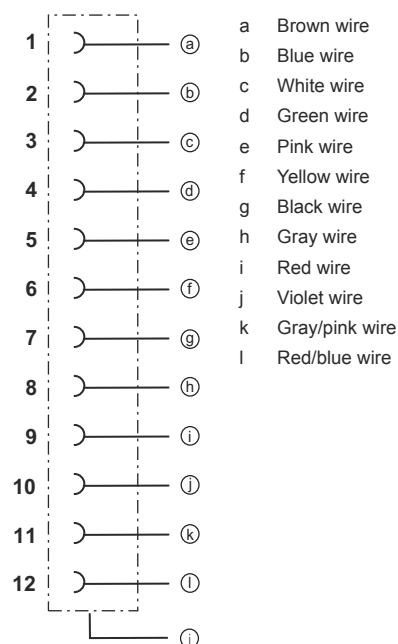 1 ⓐ
2 ⓑ
3 ⓒ
4 ⓓ
5 ⓔ
6 ⓕ
7 ⓖ
8 ⓗ
9 ⓘ
10 ⓙ
11 ⓚ
12 ⓛ
a Brown wire
b Blue wire
c White wire
d Green wire
e Pink wire
f Yellow wire
g Black wire
h Gray wire
i Red wire
j Violet wire
k Gray/pink wire
l Red/blue wire